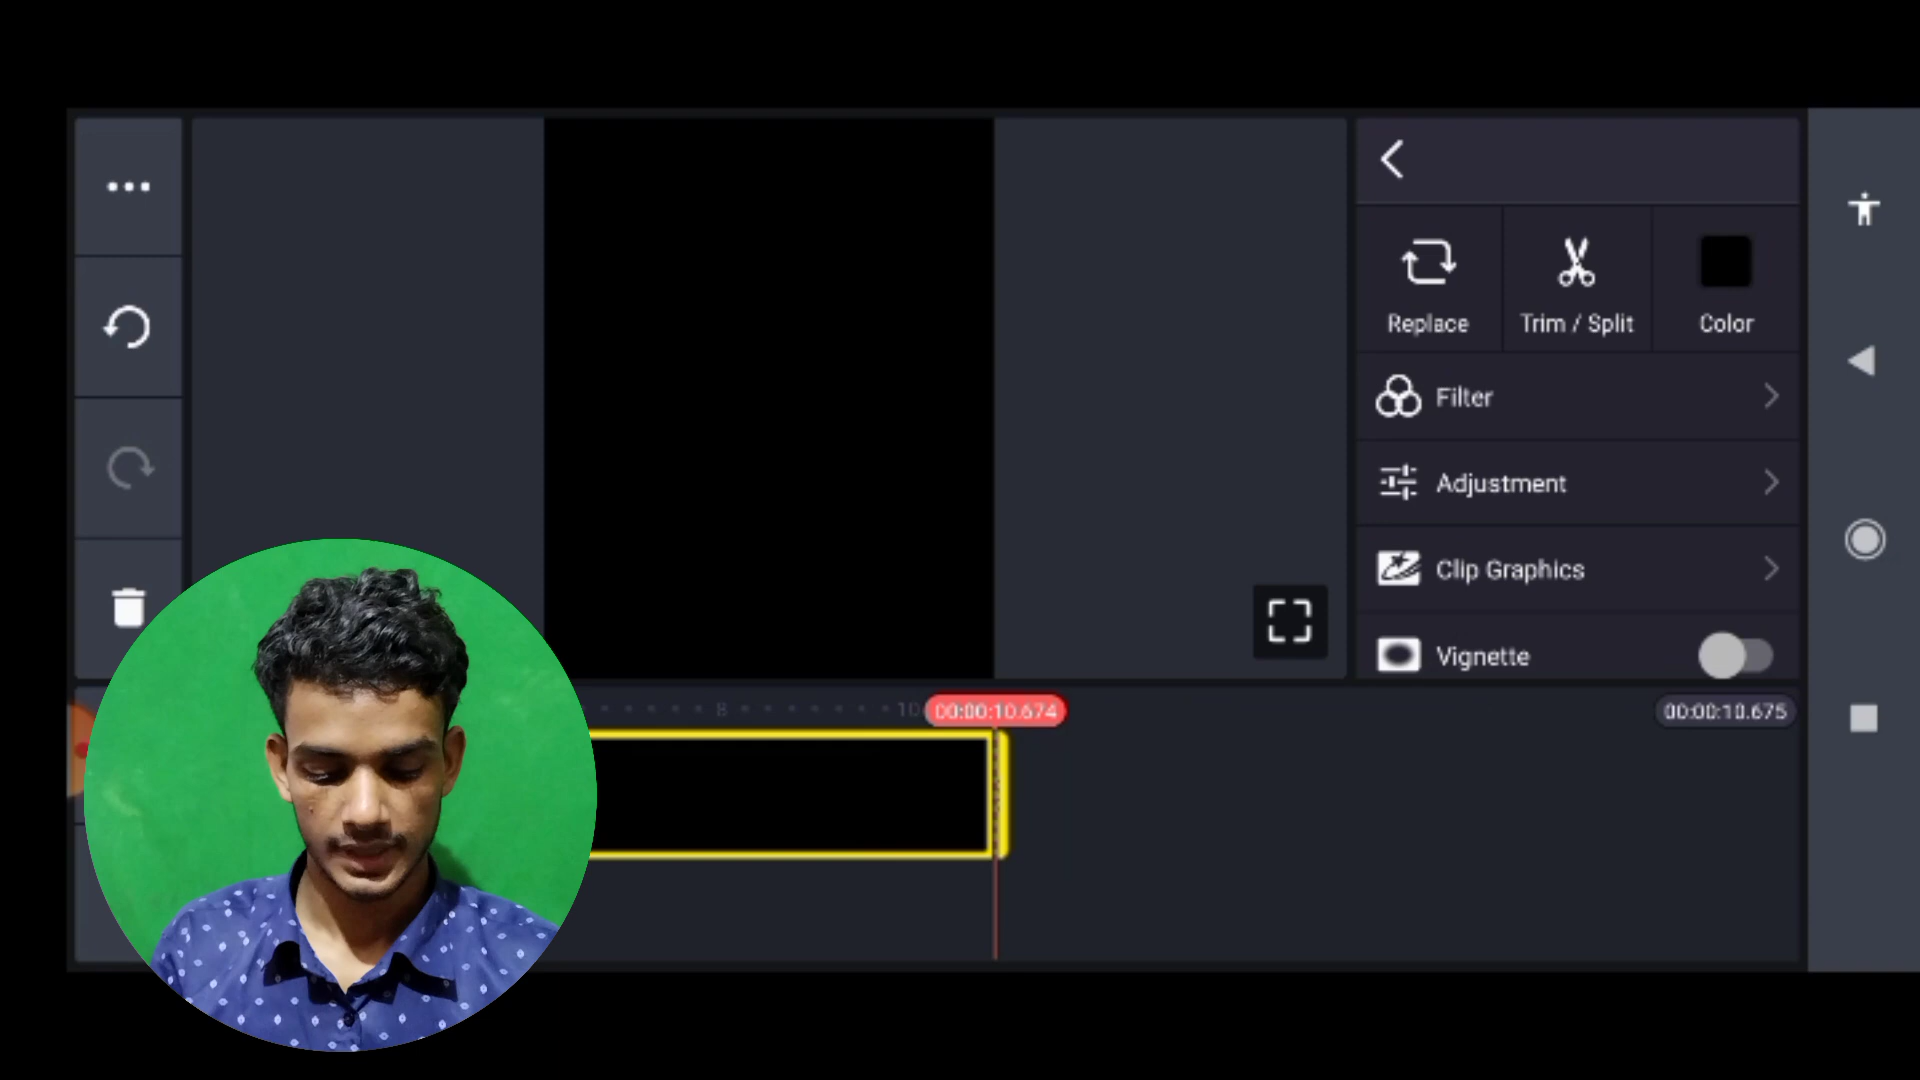 Replace
Trim / Split
Color
Filter
Adjustment
Clip Graphics
Vignette
8
10
00:00:10.674
00:00:10.675